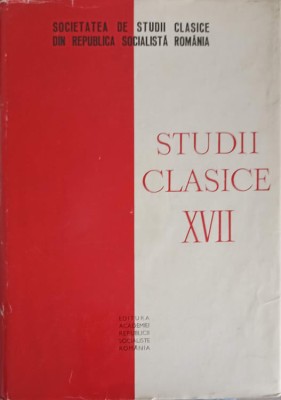 SOCIETATEA DE STUDII CLASICE
DIN REPUBLICA SOCIALISTĂ ROMÂNIA
STUDII
CLASICE
XVII
EDITURA
ACADEMIEI
REPUBLICII
SOCIALISTE
ROMÂNIA